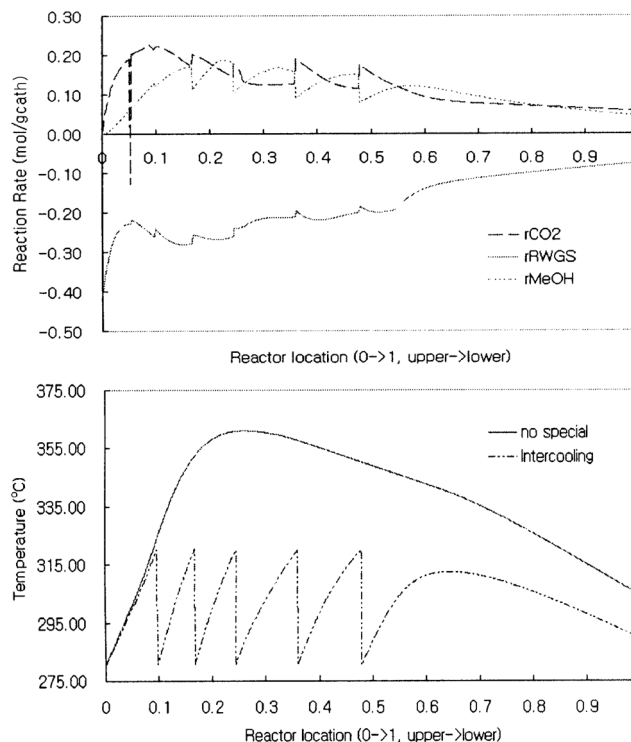 0.30
0.20
0.10
0.00
-0.10
-0.20
-0.30
-0.40
-0.50
Reaction Rate (mol/gcath)
0 0.1 0.2 0.3 0.4 0.5 0.6 0.7 0.8 0.9
rCO2
rRWGS
rMeOH
Reactor location (0->1, upper->lower)
375.00
355.00
335.00
315.00
295.00
275.00
Temperature (°C)
no special
Intercooling
0 0.1 0.2 0.3 0.4 0.5 0.6 0.7 0.8 0.9
Reactor location (0->1, upper->lower)